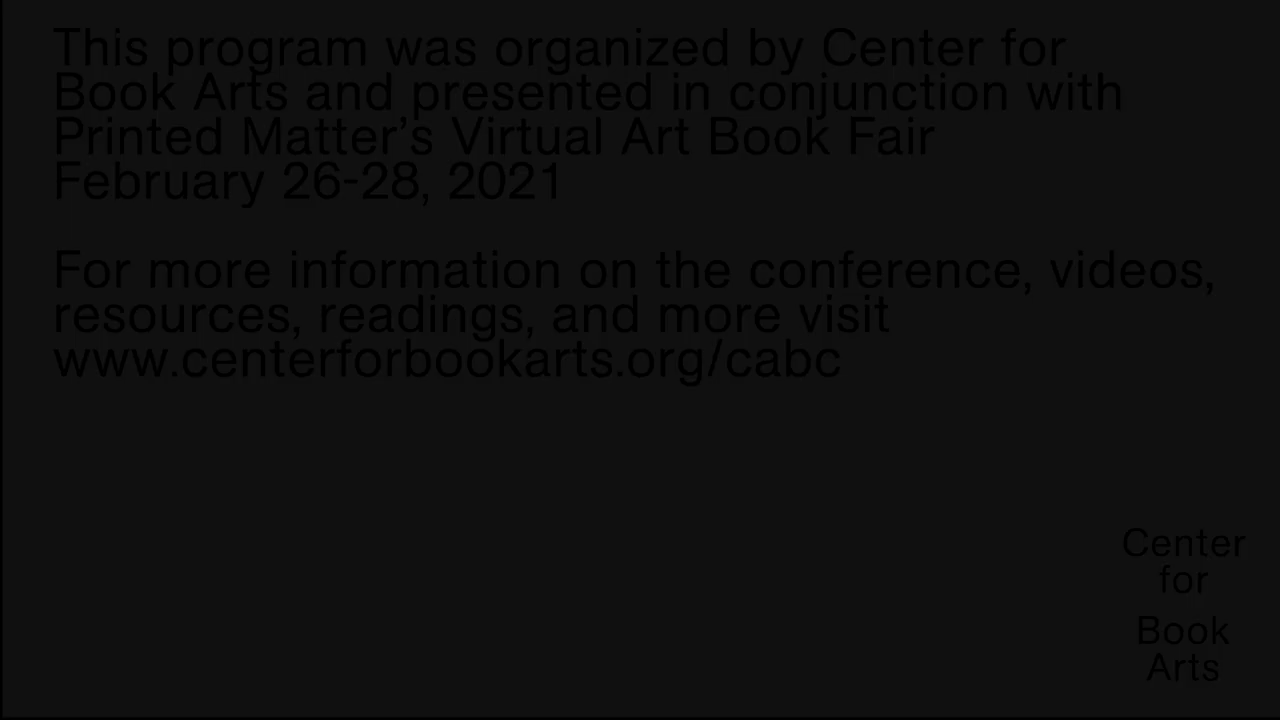 This program was organized by Center for
Book Arts and presented in conjunction with
Printed Matter’s Virtual Art Book Fair
February 26-28, 2021
For more information on the conference, videos,
resources, readings, and more visit
www.centerforbookarts.org/cabc
Center
for
Book
Arts